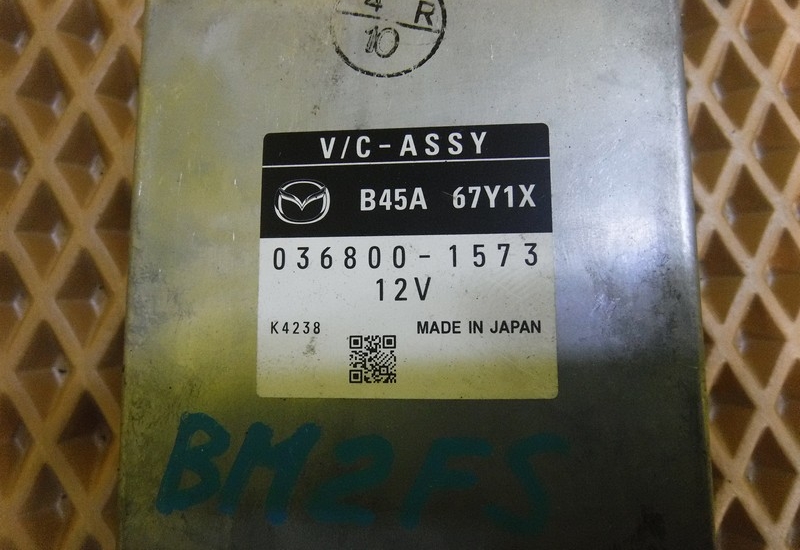 4 R
10
V/C-ASSY
B45A 67Y1X
036800-1573
12V
K4238 MADE IN JAPAN
BM2FS